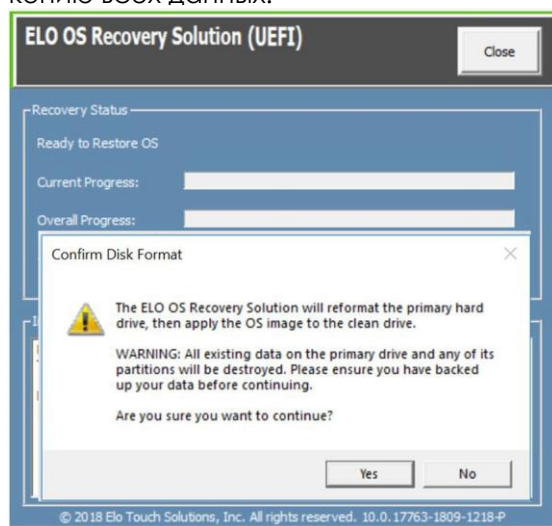 копию всех данных.
ELO OS Recovery Solution (UEFI)
Close
Recovery Status
Ready to Restore OS
Current Progress:
Overall Progress:
Confirm Disk Format
The ELO OS Recovery Solution will reformat the primary hard
drive, then apply the OS image to the clean drive.
WARNING: All existing data on the primary drive and any of its
partitions will be destroyed. Please ensure you have backed
up your data before continuing.
Are you sure you want to continue?
Yes
No
© 2018 Elo Touch Solutions, Inc. All rights reserved. 10.0.17763-1809-1218-P